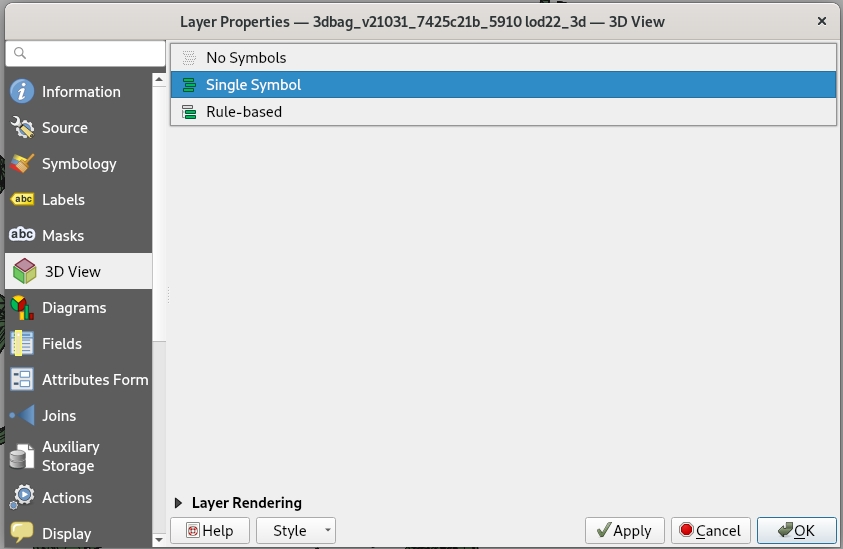 Layer Properties — 3dbag_v21031_7425c21b_5910 lod22_3d — 3D View
No Symbols
Single Symbol
Rule-based
Information
Source
Symbology
abc Labels
abc Masks
3D View
Diagrams
Fields
Attributes Form
Joins
Auxiliary
Storage
Actions
Display
Layer Rendering
Help Style Apply Cancel OK